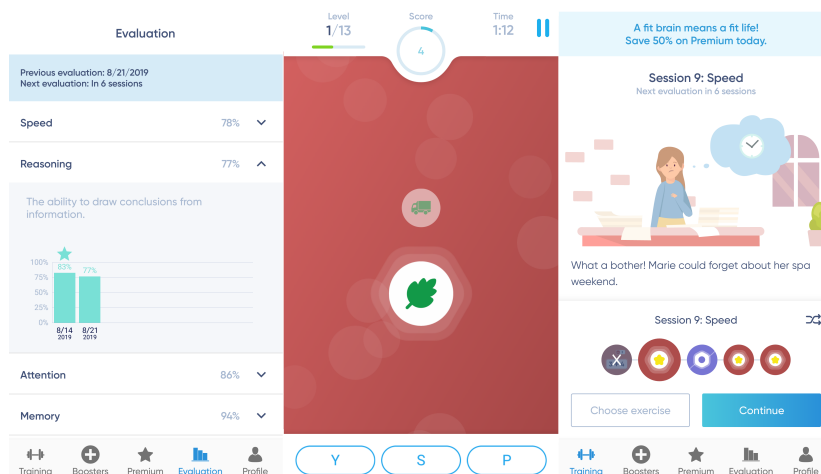 Evaluation
Previous evaluation: 8/21/2019
Next evaluation: In 6 sessions
Speed 78%
Reasoning 77%
The ability to draw conclusions from
information.
100%
75%
50%
25%
0%
83% 77%
8/14 8/21
2019 2019
Attention 86%
Memory 94%
Training Boosters Premium Evaluation Profile
Level Score Time
1/13 4 1:12
Y S P
A fit brain means a fit life!
Save 50% on Premium today.
Session 9: Speed
Next evaluation in 6 sessions
What a bother! Marie could forget about her spa
weekend.
Session 9: Speed
Choose exercise Continue
Training Boosters Premium Evaluation Profile